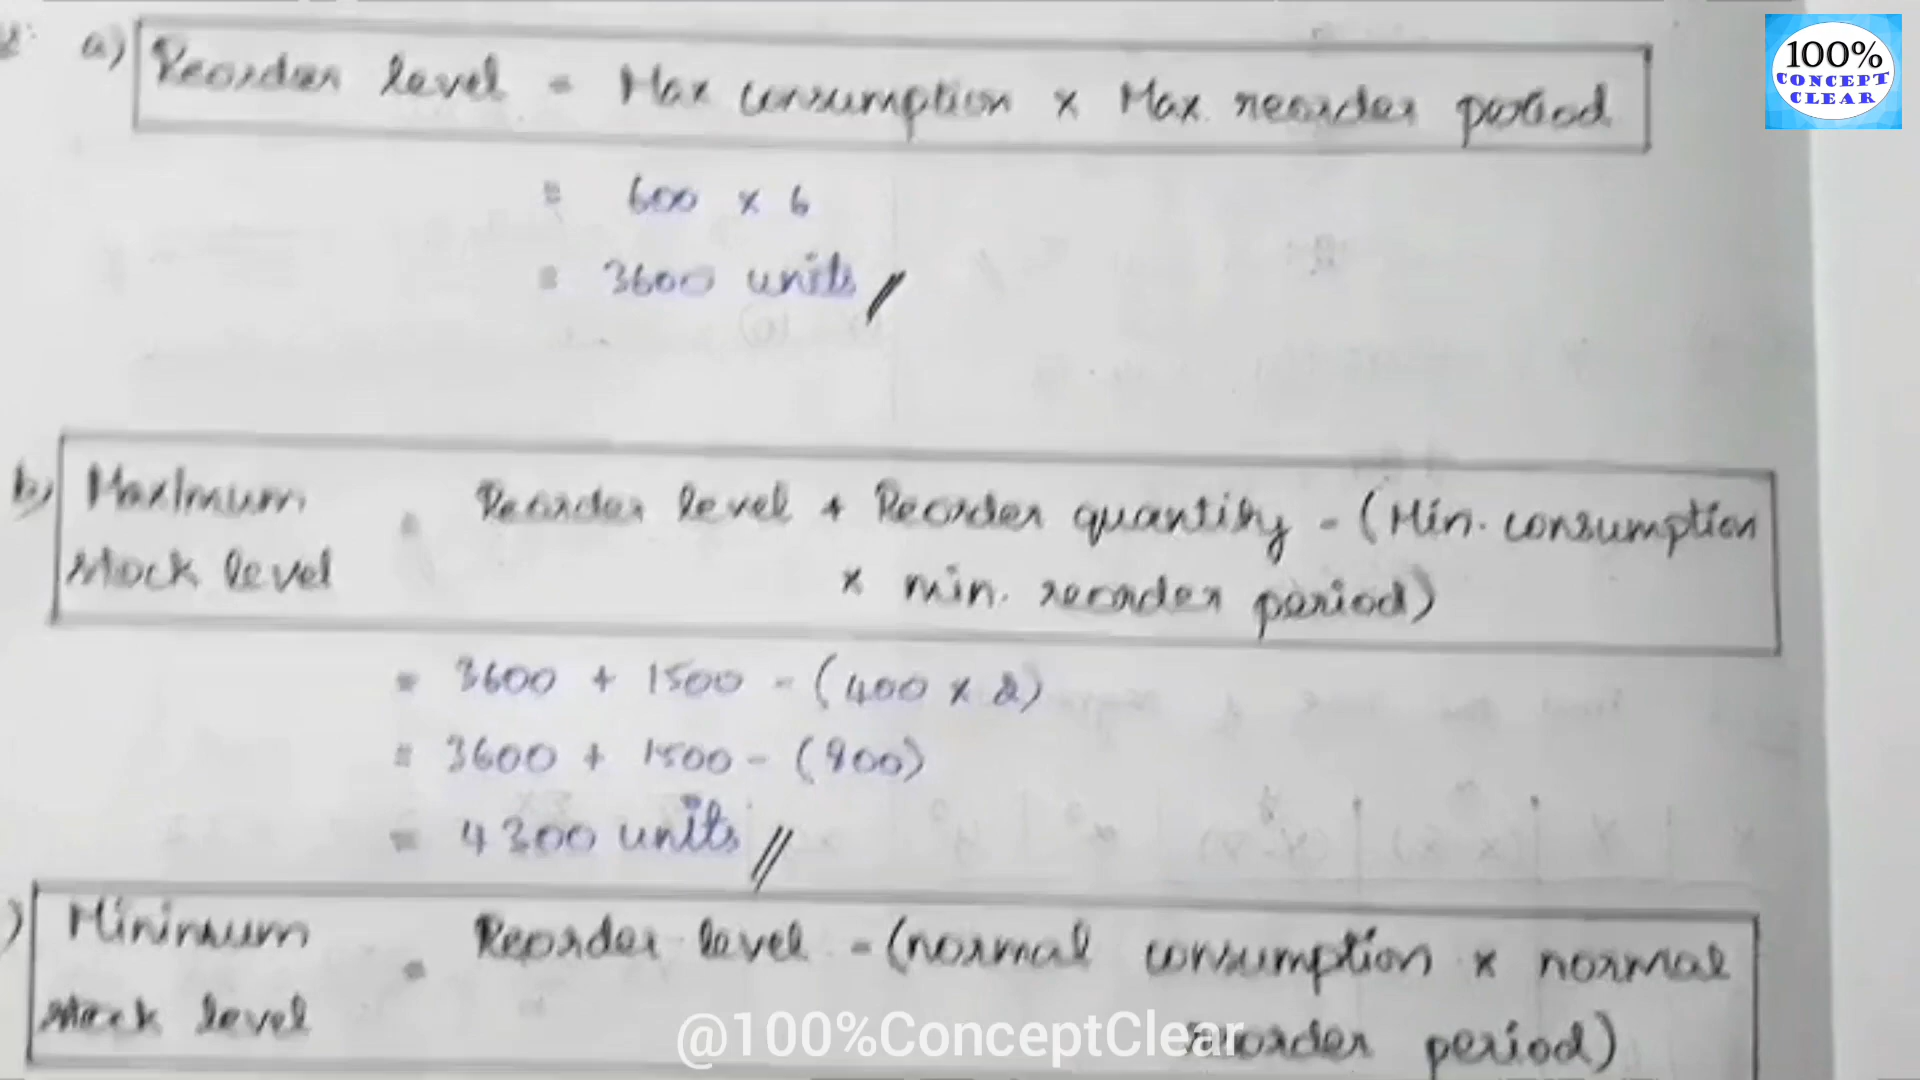 a) Reorder level = Max consumption x Max. reorder period
= 600 x 6
= 3600 units //
b) Maximum stock level = Reorder level + Reorder quantity - (Min. consumption
x min. reorder period)
= 3600 + 1500 - (400 x 2)
= 3600 + 1500 - (800)
= 4300 units //
) Minimum stock level = Reorder level - (normal consumption x normal
reorder period)
100%
CONCEPT
CLEAR
@100%ConceptClear